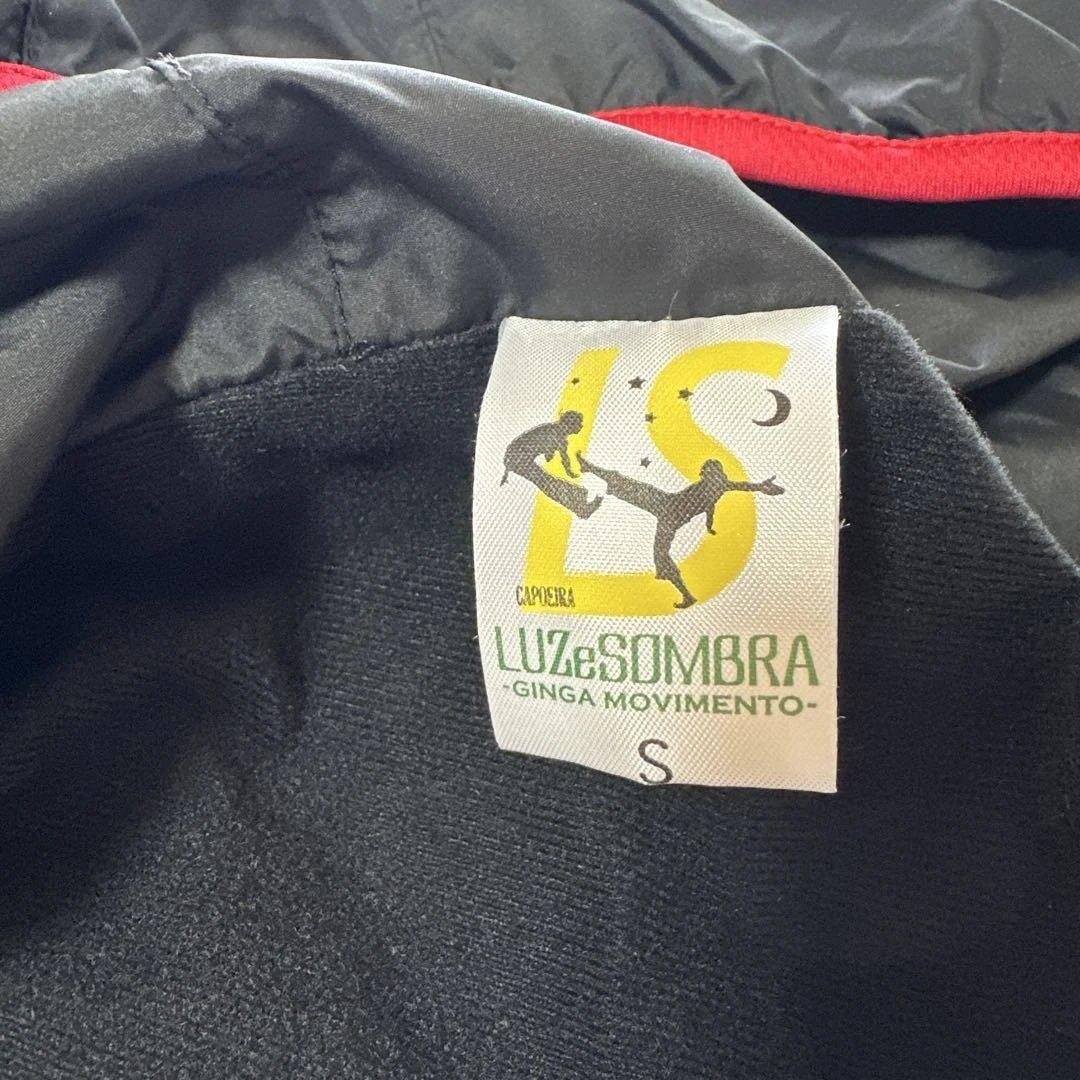 LS
CAPOEIRA
LUZeSOMBRA
-GINGA MOVIMENTO-
S